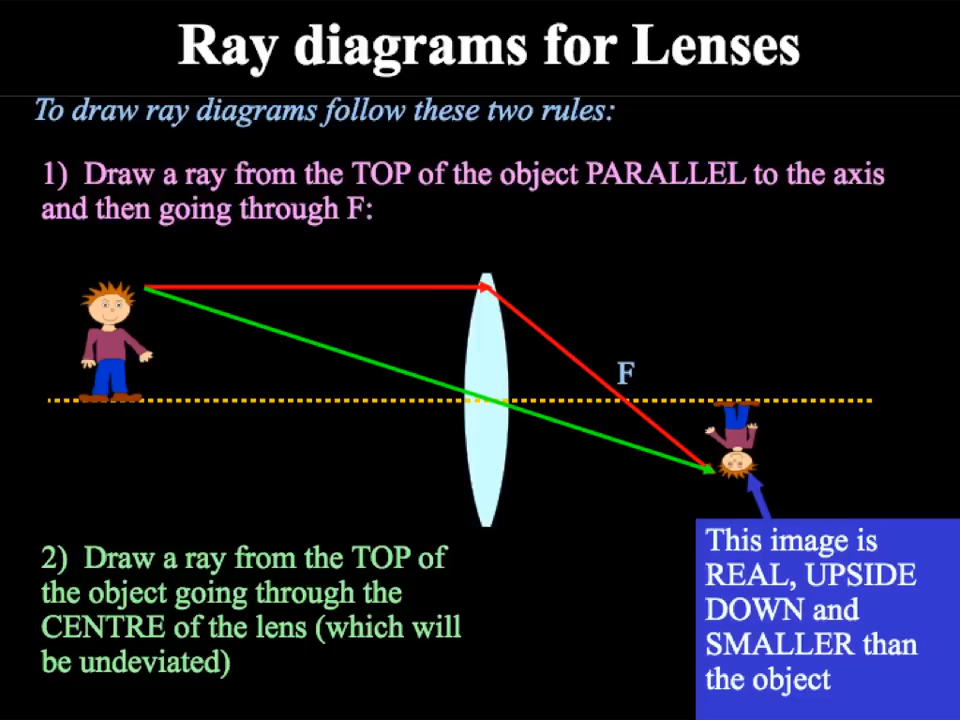 Ray diagrams for Lenses
To draw ray diagrams follow these two rules:
1) Draw a ray from the TOP of the object PARALLEL to the axis
and then going through F:
F
2) Draw a ray from the TOP of
the object going through the
CENTRE of the lens (which will
be undeviated)
This image is
REAL, UPSIDE
DOWN and
SMALLER than
the object